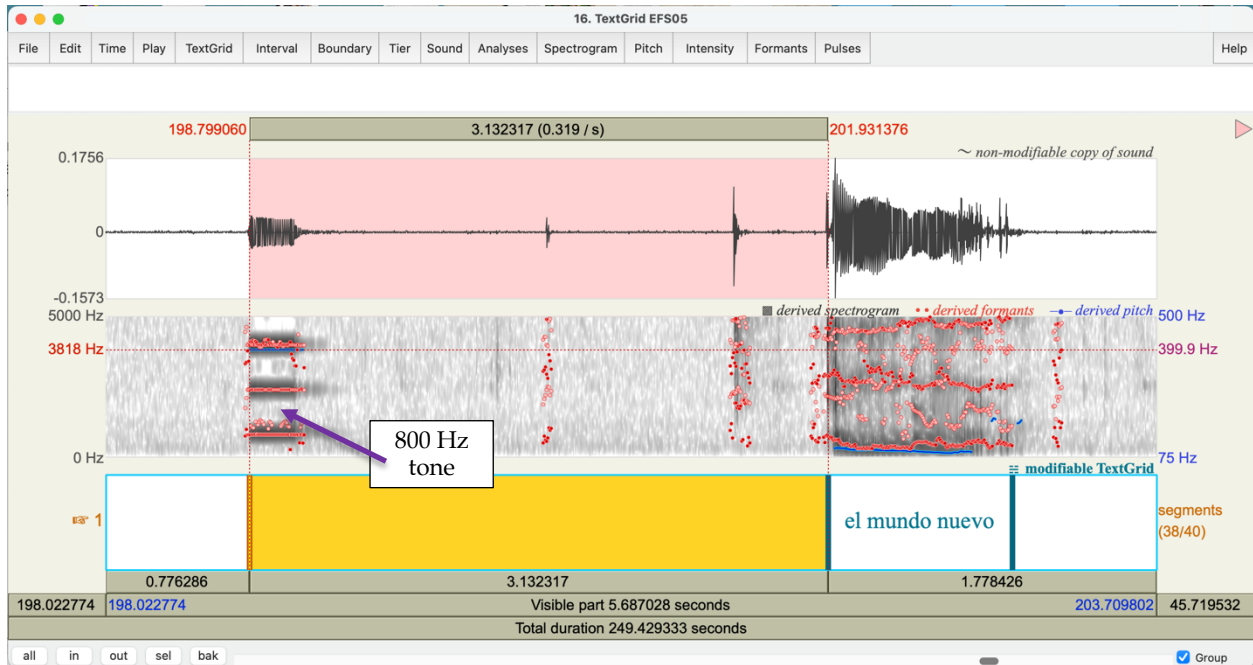 16. TextGrid EFS05
File Edit Time Play TextGrid Interval Boundary Tier Sound Analyses Spectrogram Pitch Intensity Formants Pulses Help
198.799060 3.132317 (0.319 / s) 201.931376
~ non-modifiable copy of sound
0.1756
0
-0.1573
5000 Hz derived spectrogram derived formants derived pitch 500 Hz
3818 Hz 399.9 Hz
800 Hz
tone
0 Hz 75 Hz
modifiable TextGrid
1 el mundo nuevo segments
(38/40)
0.776286 3.132317 1.778426
198.022774 198.022774 Visible part 5.687028 seconds 203.709802 45.719532
Total duration 249.429333 seconds
all in out sel bak Group